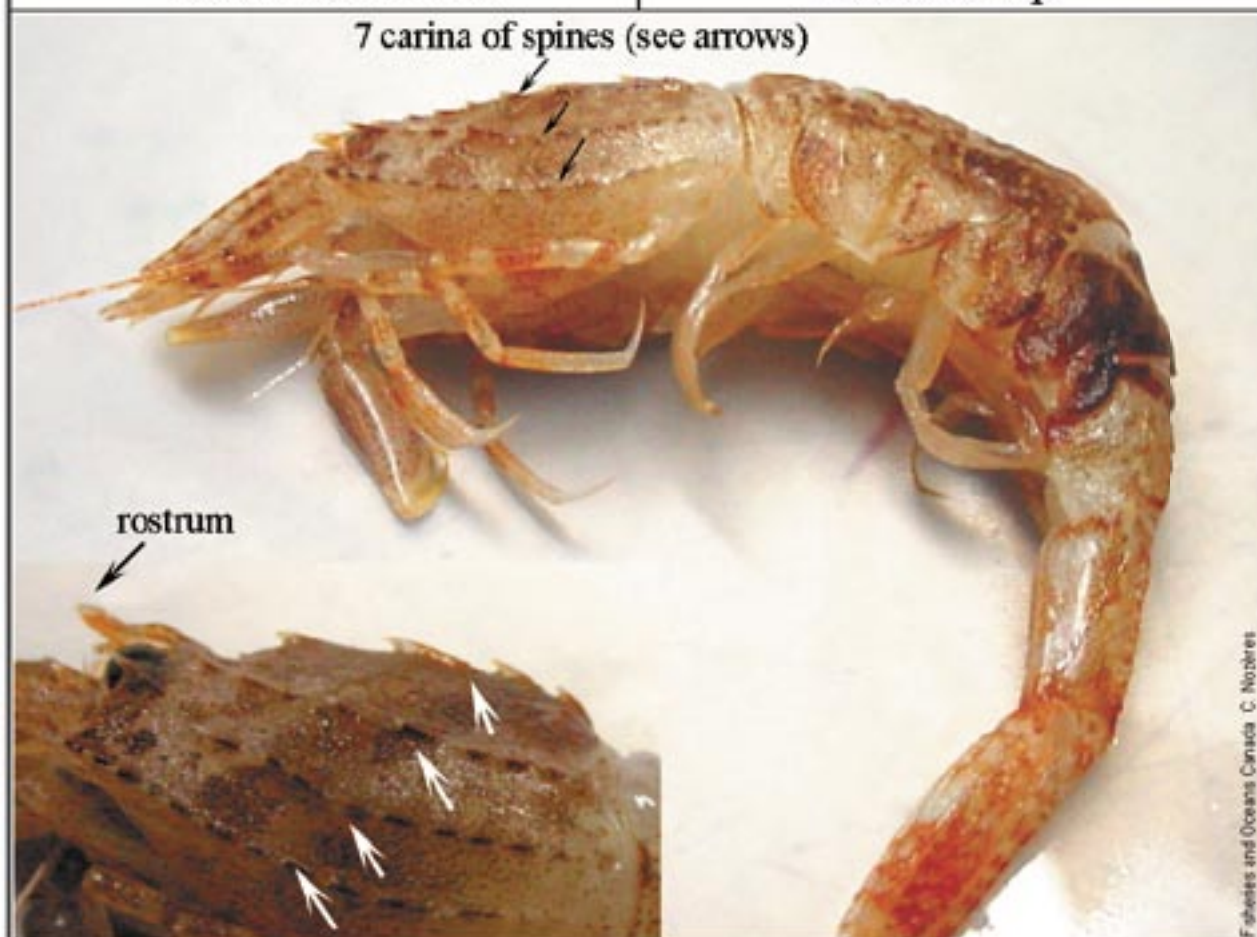 7 carina of spines (see arrows)
rostrum
Fisheries and Oceans Canada C. Nozères